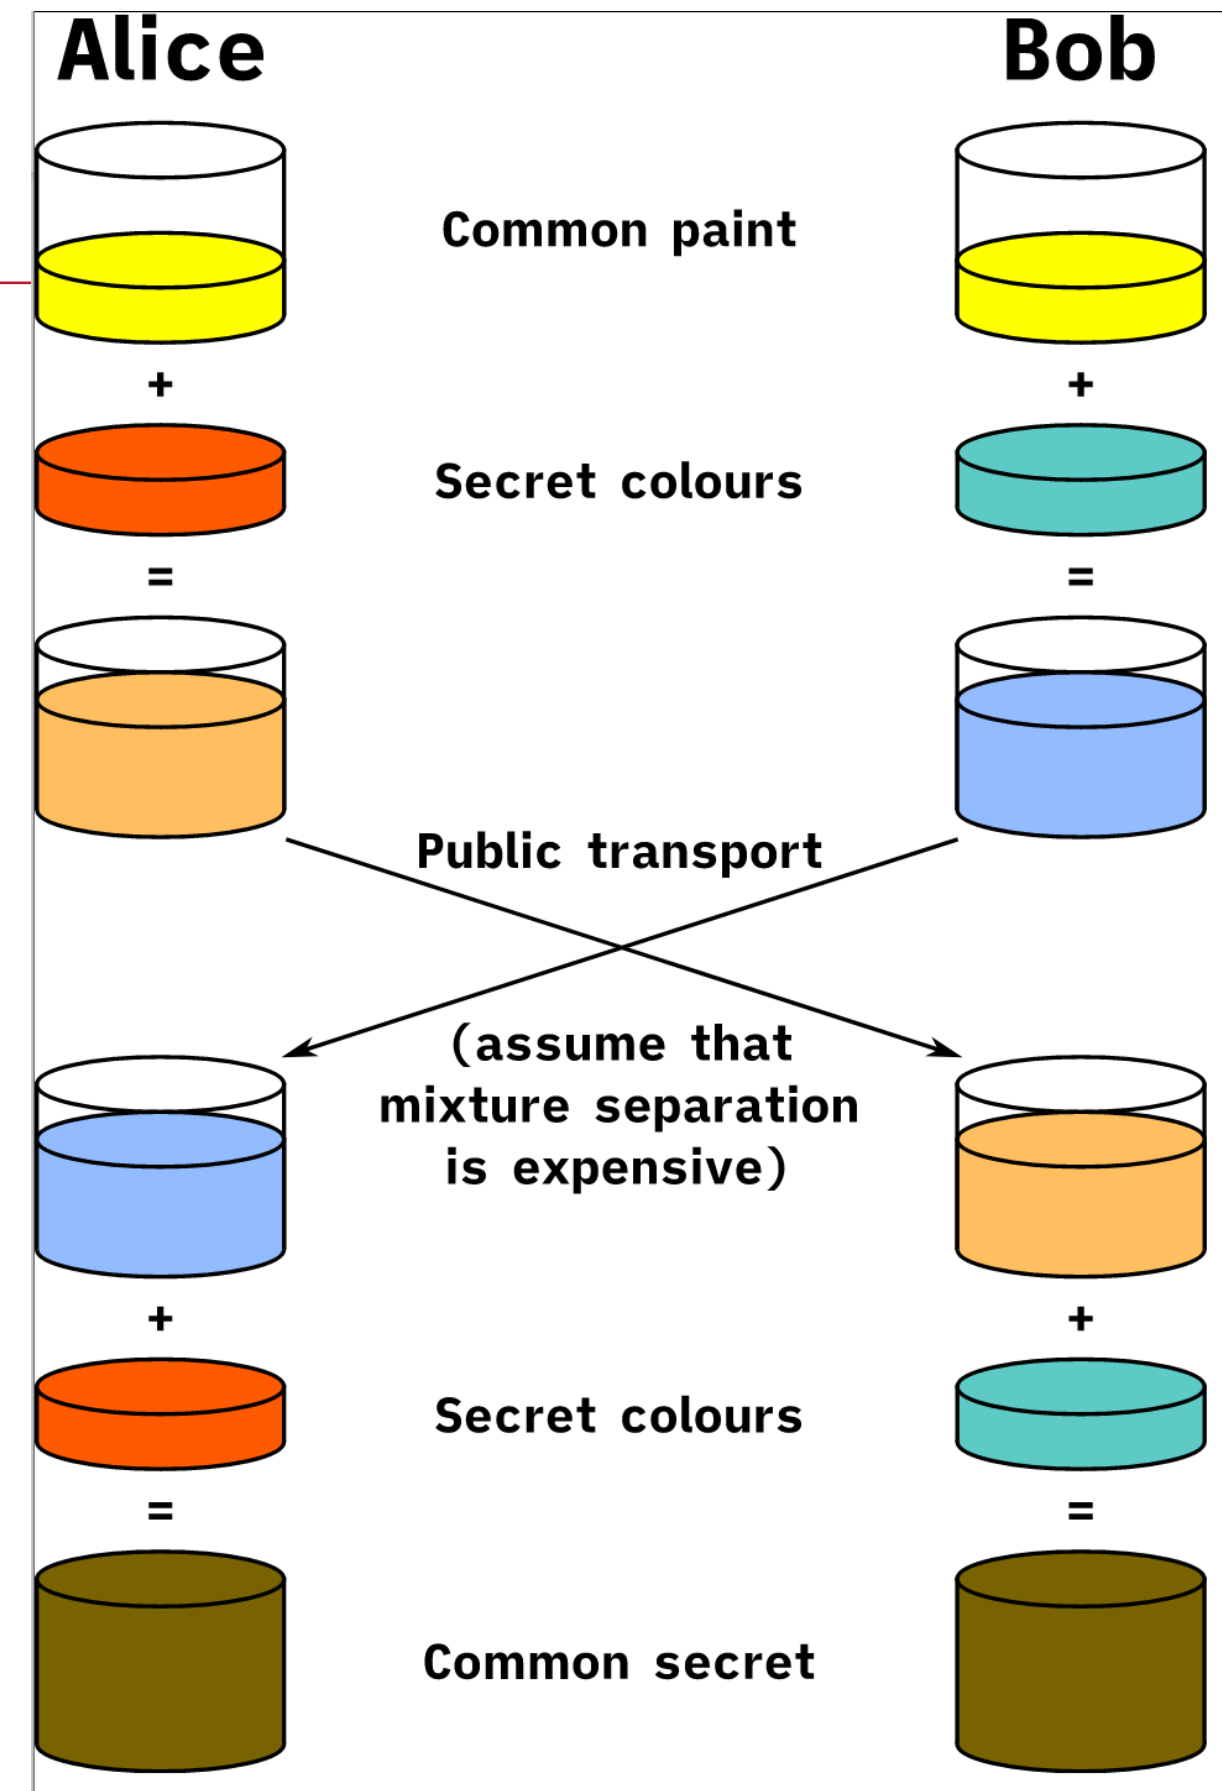 Alice
Bob
Common paint
+
+
Secret colours
=
=
Public transport
(assume that
mixture separation
is expensive)
+
+
Secret colours
=
=
Common secret